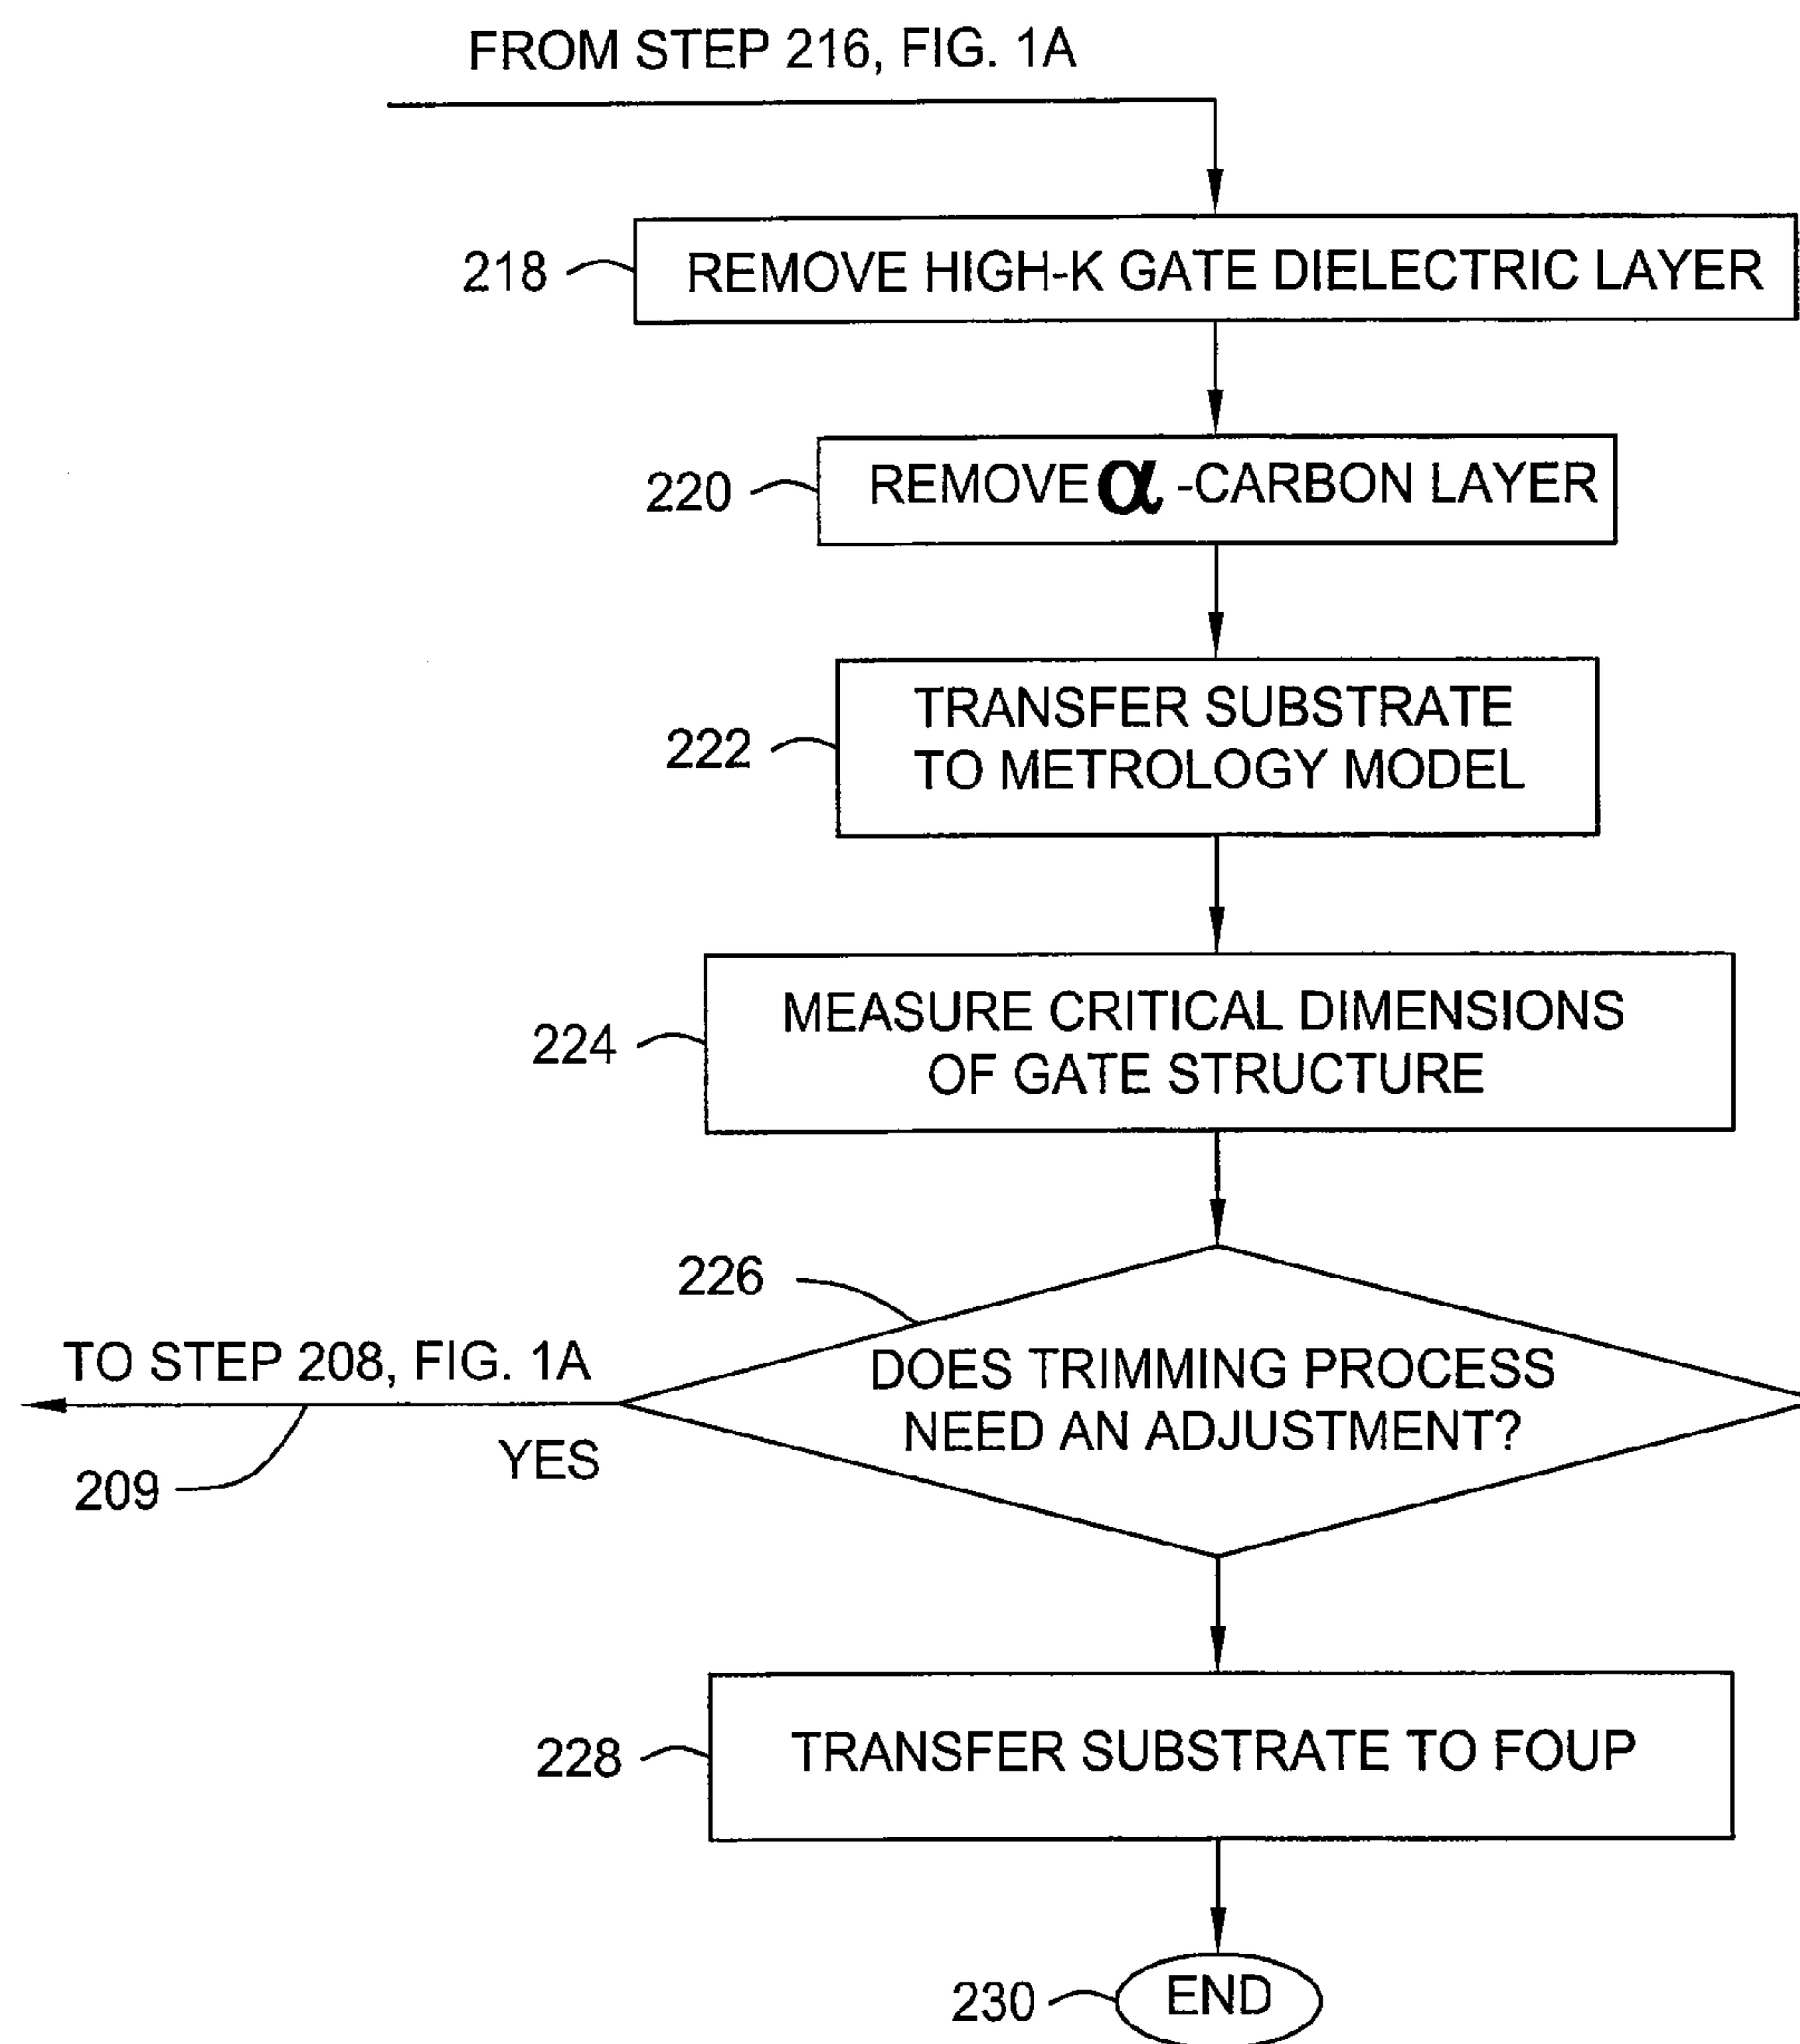 FROM STEP 216, FIG. 1A
218
REMOVE HIGH-K GATE DIELECTRIC LAYER
220
REMOVE α -CARBON LAYER
222
TRANSFER SUBSTRATE
TO METROLOGY MODEL
224
MEASURE CRITICAL DIMENSIONS
OF GATE STRUCTURE
226
TO STEP 208, FIG. 1A
DOES TRIMMING PROCESS
NEED AN ADJUSTMENT?
YES
209
228
TRANSFER SUBSTRATE TO FOUP
230
END